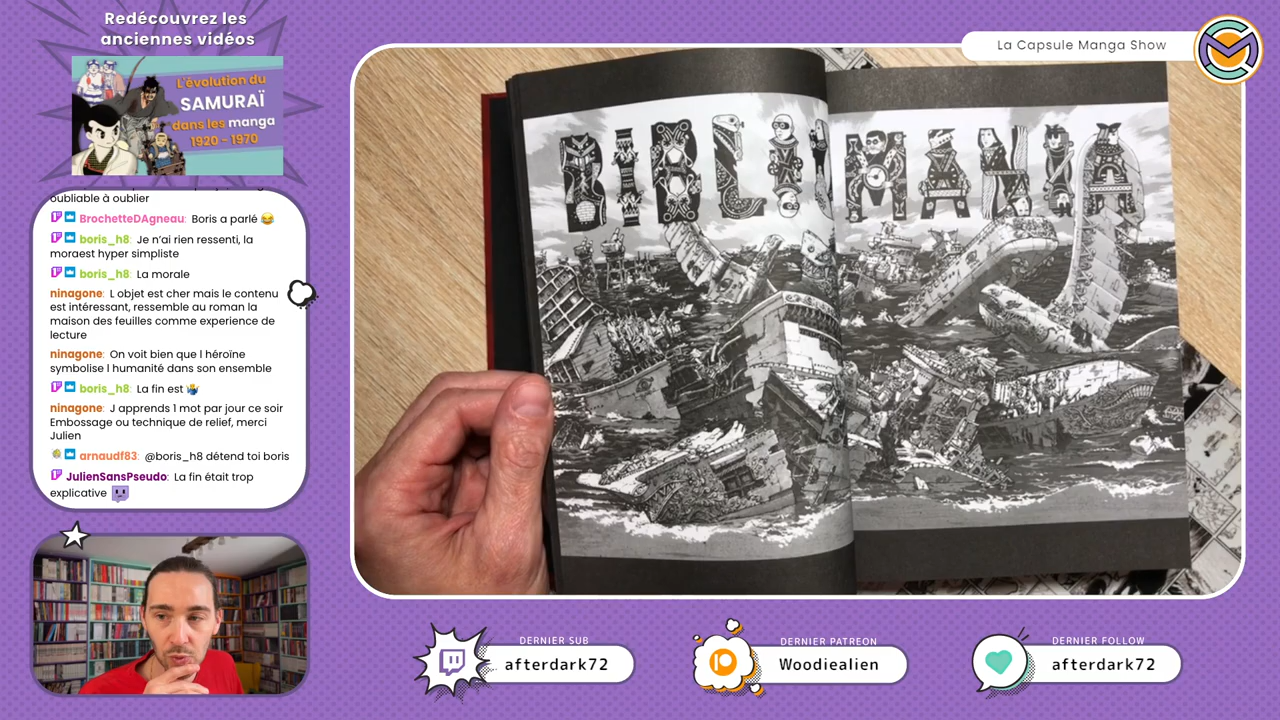 Redécouvrez les
anciennes vidéos
L'évolution du
SAMURAÏ
dans les manga
1920 - 1970
oubliable à oublier
BrochetteDAgneau: Boris a parlé 😂
boris_h8: Je n'ai rien ressenti, la
moraest hyper simpliste
boris_h8: La morale
ninagone: L objet est cher mais le contenu
est intéressant, ressemble au roman la
maison des feuilles comme experience de
lecture
ninagone: On voit bien que l héroïne
symbolise l humanité dans son ensemble
boris_h8: La fin est 🤷‍♂️
ninagone: J apprends 1 mot par jour ce soir
Embossage ou technique de relief, merci
Julien
arnaudf83: @boris_h8 détend toi boris
JulienSansPseudo: La fin était trop
explicative
La Capsule Manga Show
BIBLIOMANIA
DERNIER SUB
afterdark72
DERNIER PATREON
Woodiealien
DERNIER FOLLOW
afterdark72